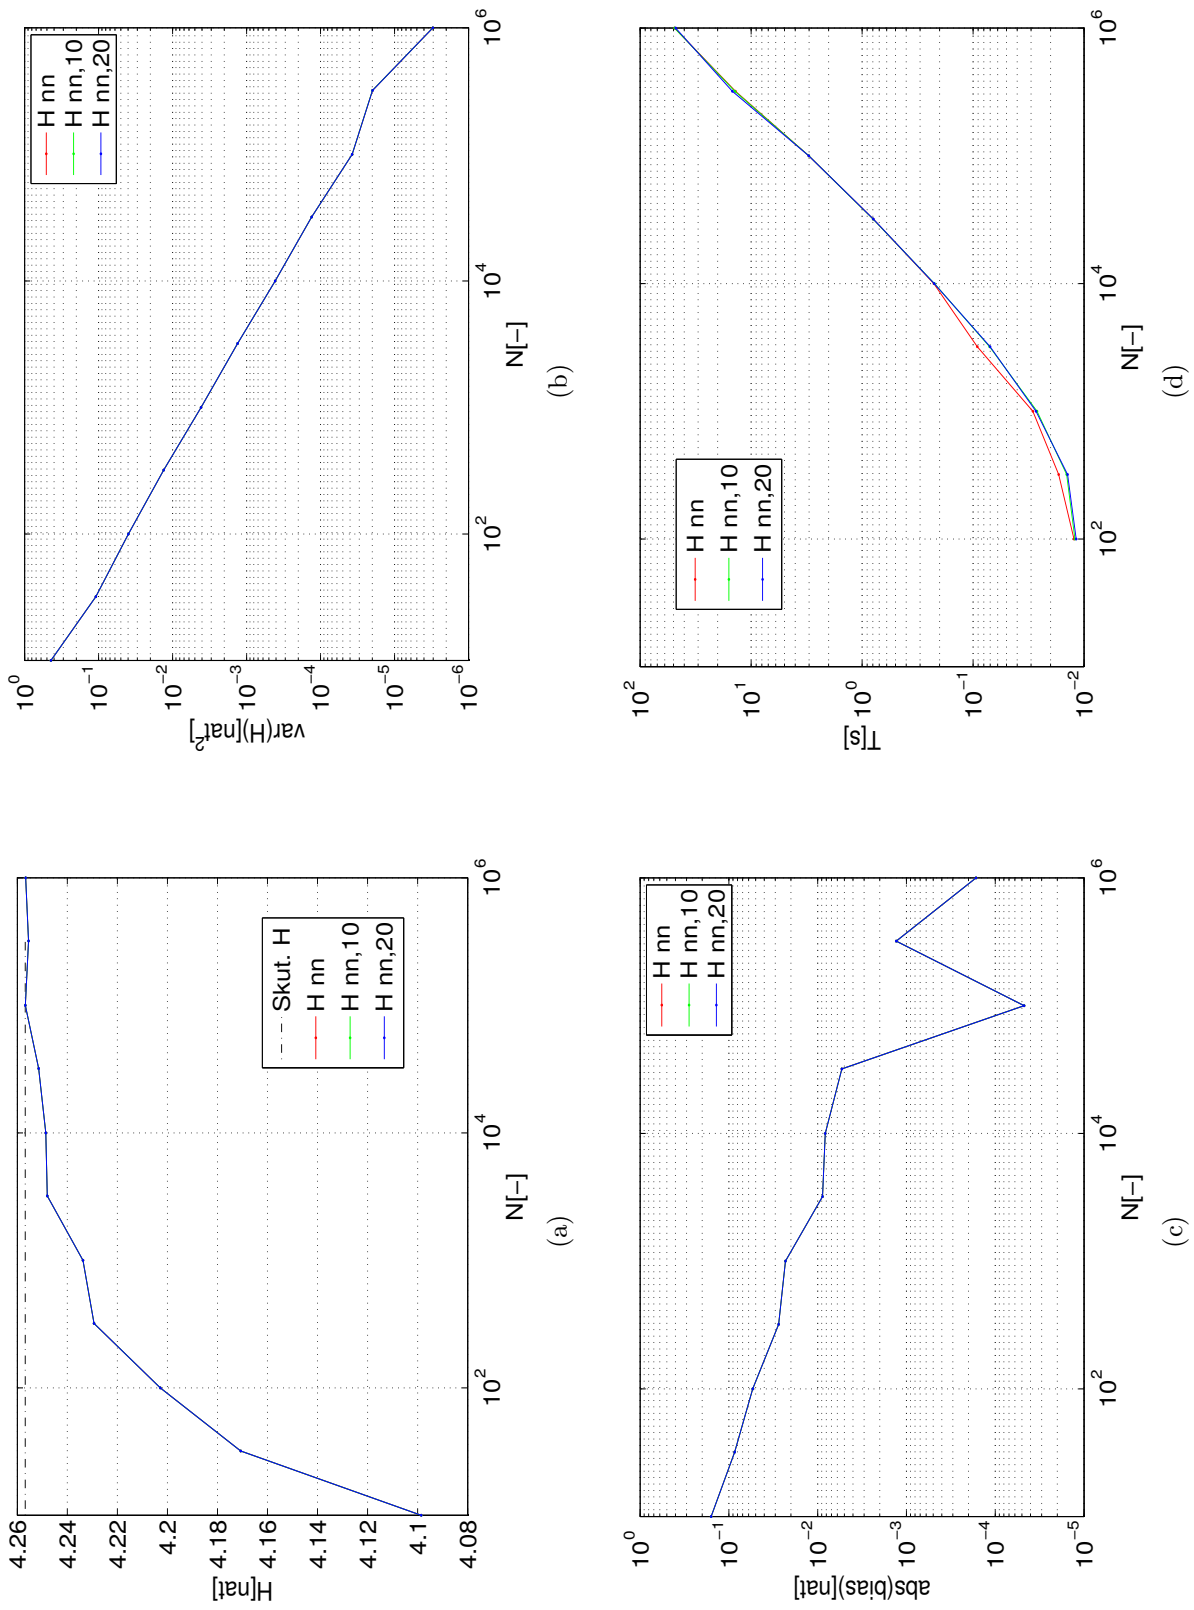 4.26
4.24
4.22
4.2
4.18
4.16
4.14
4.12
4.1
4.08
H[nat]
10^2
10^4
10^6
N[−]
Skut. H
H nn
H nn,10
H nn,20
(a)
10^0
10^−1
10^−2
10^−3
10^−4
10^−5
10^−6
var(H)[nat^2]
10^2
10^4
10^6
N[−]
H nn
H nn,10
H nn,20
(b)
10^0
10^−1
10^−2
10^−3
10^−4
10^−5
abs(bias)[nat]
10^2
10^4
10^6
N[−]
H nn
H nn,10
H nn,20
(c)
10^2
10^1
10^0
10^−1
10^−2
T[s]
10^2
10^4
10^6
N[−]
H nn
H nn,10
H nn,20
(d)